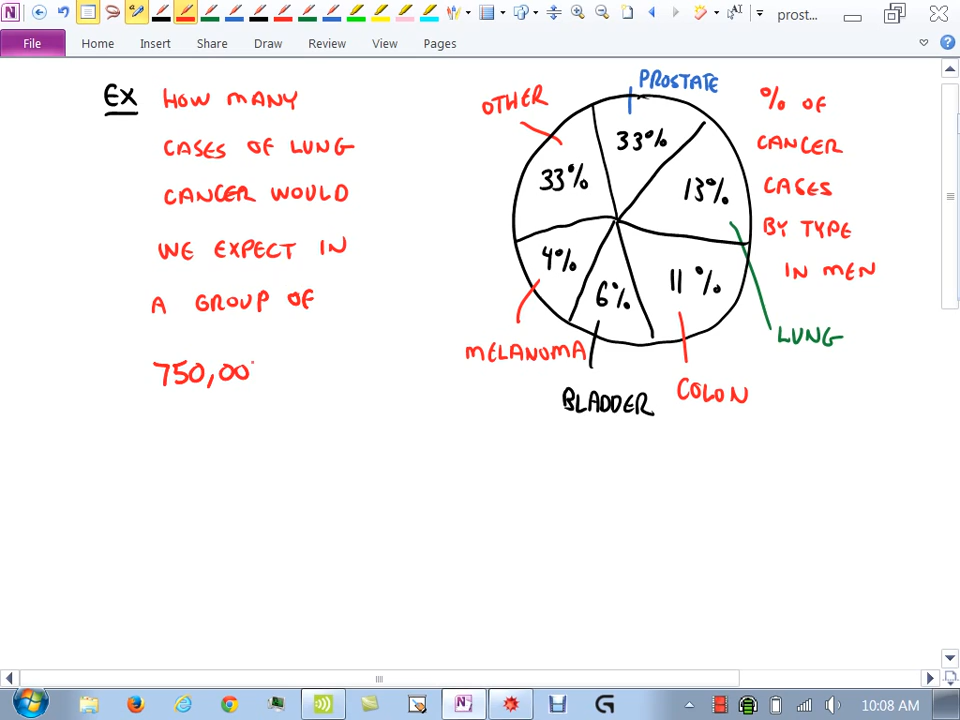 prost...
File
Home
Insert
Share
Draw
Review
View
Pages
EX HOW MANY
CASES OF LUNG
CANCER WOULD
WE EXPECT IN
A GROUP OF
750,00
OTHER
PROSTATE
33%
33%
13%
4%
6%
11%
MELANOMA
BLADDER
COLON
LUNG
% OF
CANCER
CASES
BY TYPE
IN MEN
10:08 AM